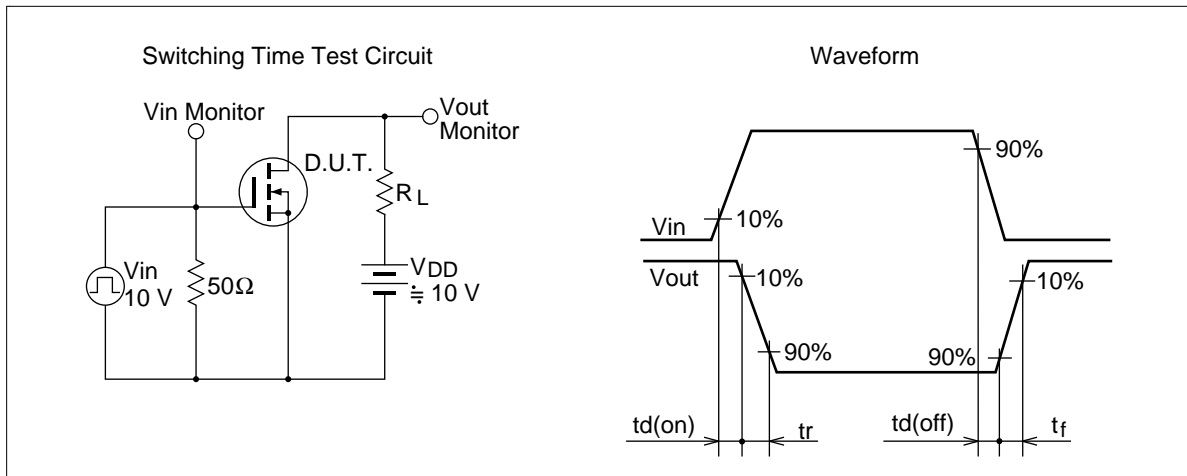 Switching Time Test Circuit
Vin Monitor
Vout
Monitor
D.U.T.
RL
Vin
10 V
50Ω
VDD
≒ 10 V
Waveform
Vin
10%
90%
Vout
10%
90%
90%
10%
td(on)
tr
td(off)
tf